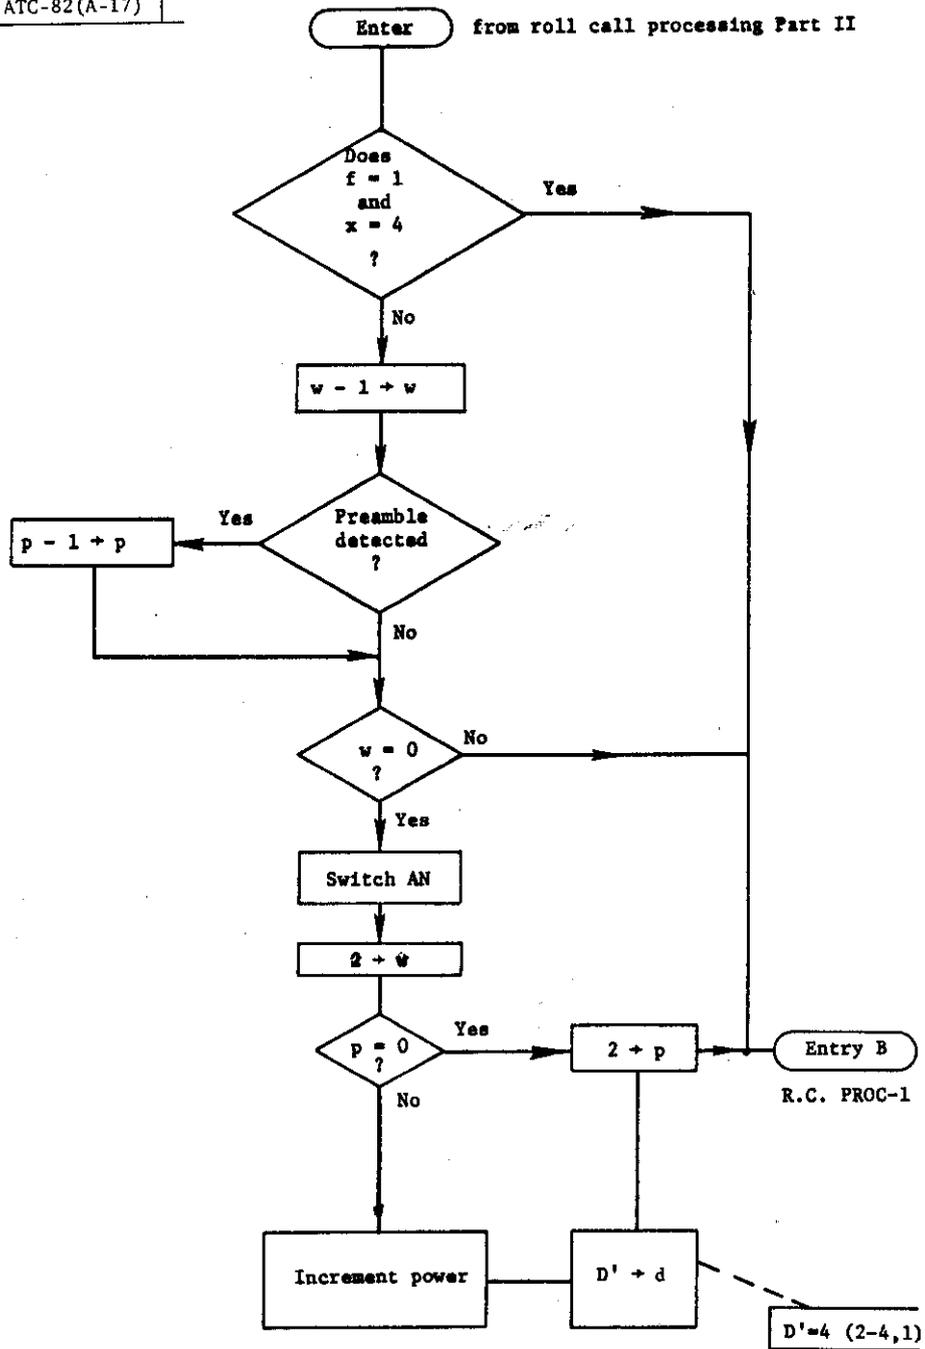 ATC-82(A-17)
Enter
from roll call processing Part II
Does
f = 1
and
x = 4
?
Yes
No
w - 1 → w
Preamble
detected
?
Yes
p - 1 → p
No
w = 0
?
No
Yes
Switch AN
2 → w
p = 0
?
Yes
2 → p
Entry B
R.C. PROC-1
No
Increment power
D' → d
D'=4 (2-4,1)